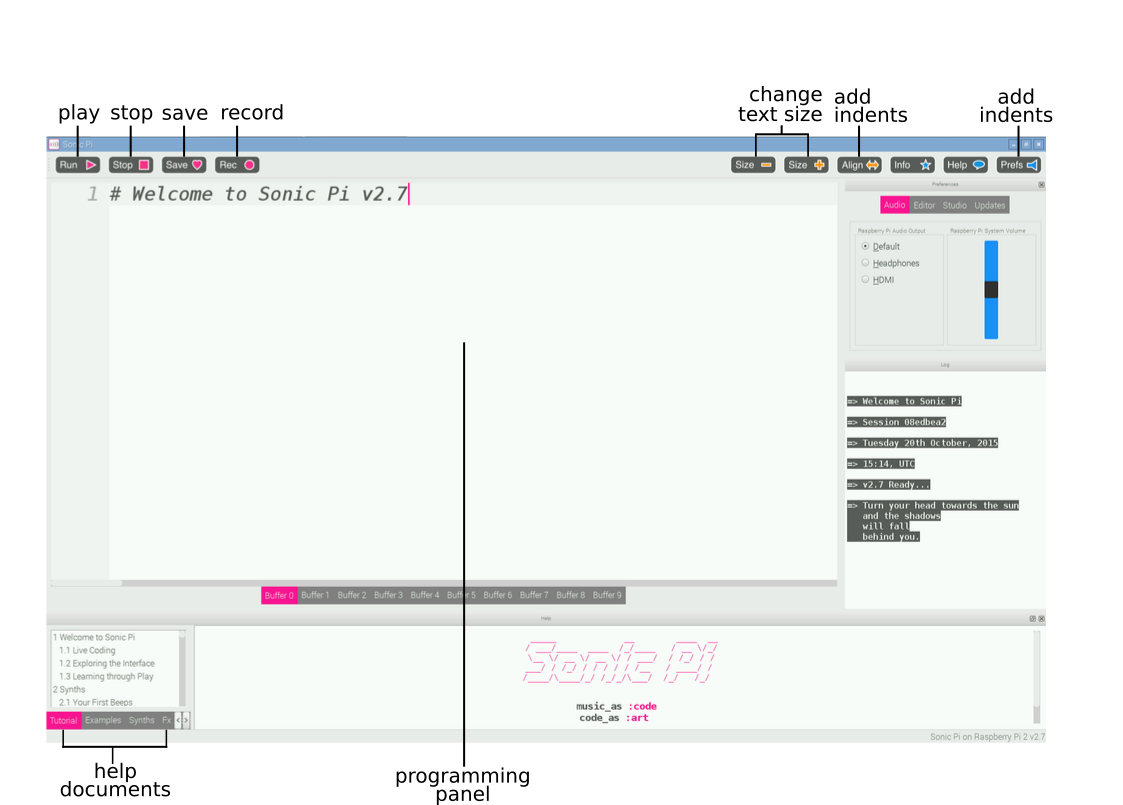 change
text size
add
indents
add
indents
play
stop
save
record
Sonic Pi
Run
Stop
Save
Rec
Size
Size
Align
Info
Help
Prefs
1 # Welcome to Sonic Pi v2.7
Preferences
Audio Editor Studio Updates
Raspberry Pi Audio Output
Raspberry Pi System Volume
Default
Headphones
HDMI
Log
=> Welcome to Sonic Pi
=> Session 08edbea2
=> Tuesday 20th October, 2015
=> 15:14, UTC
=> v2.7 Ready...
=> Turn your head towards the sun
and the shadows
will fall
behind you.
Buffer 0 Buffer 1 Buffer 2 Buffer 3 Buffer 4 Buffer 5 Buffer 6 Buffer 7 Buffer 8 Buffer 9
Help
1 Welcome to Sonic Pi
1.1 Live Coding
1.2 Exploring the Interface
1.3 Learning through Play
2 Synths
2.1 Your First Beeps
Tutorial Examples Synths Fx
Sonic Pi
music_as :code
code_as :art
Sonic Pi on Raspberry Pi 2 v2.7
help
documents
programming
panel